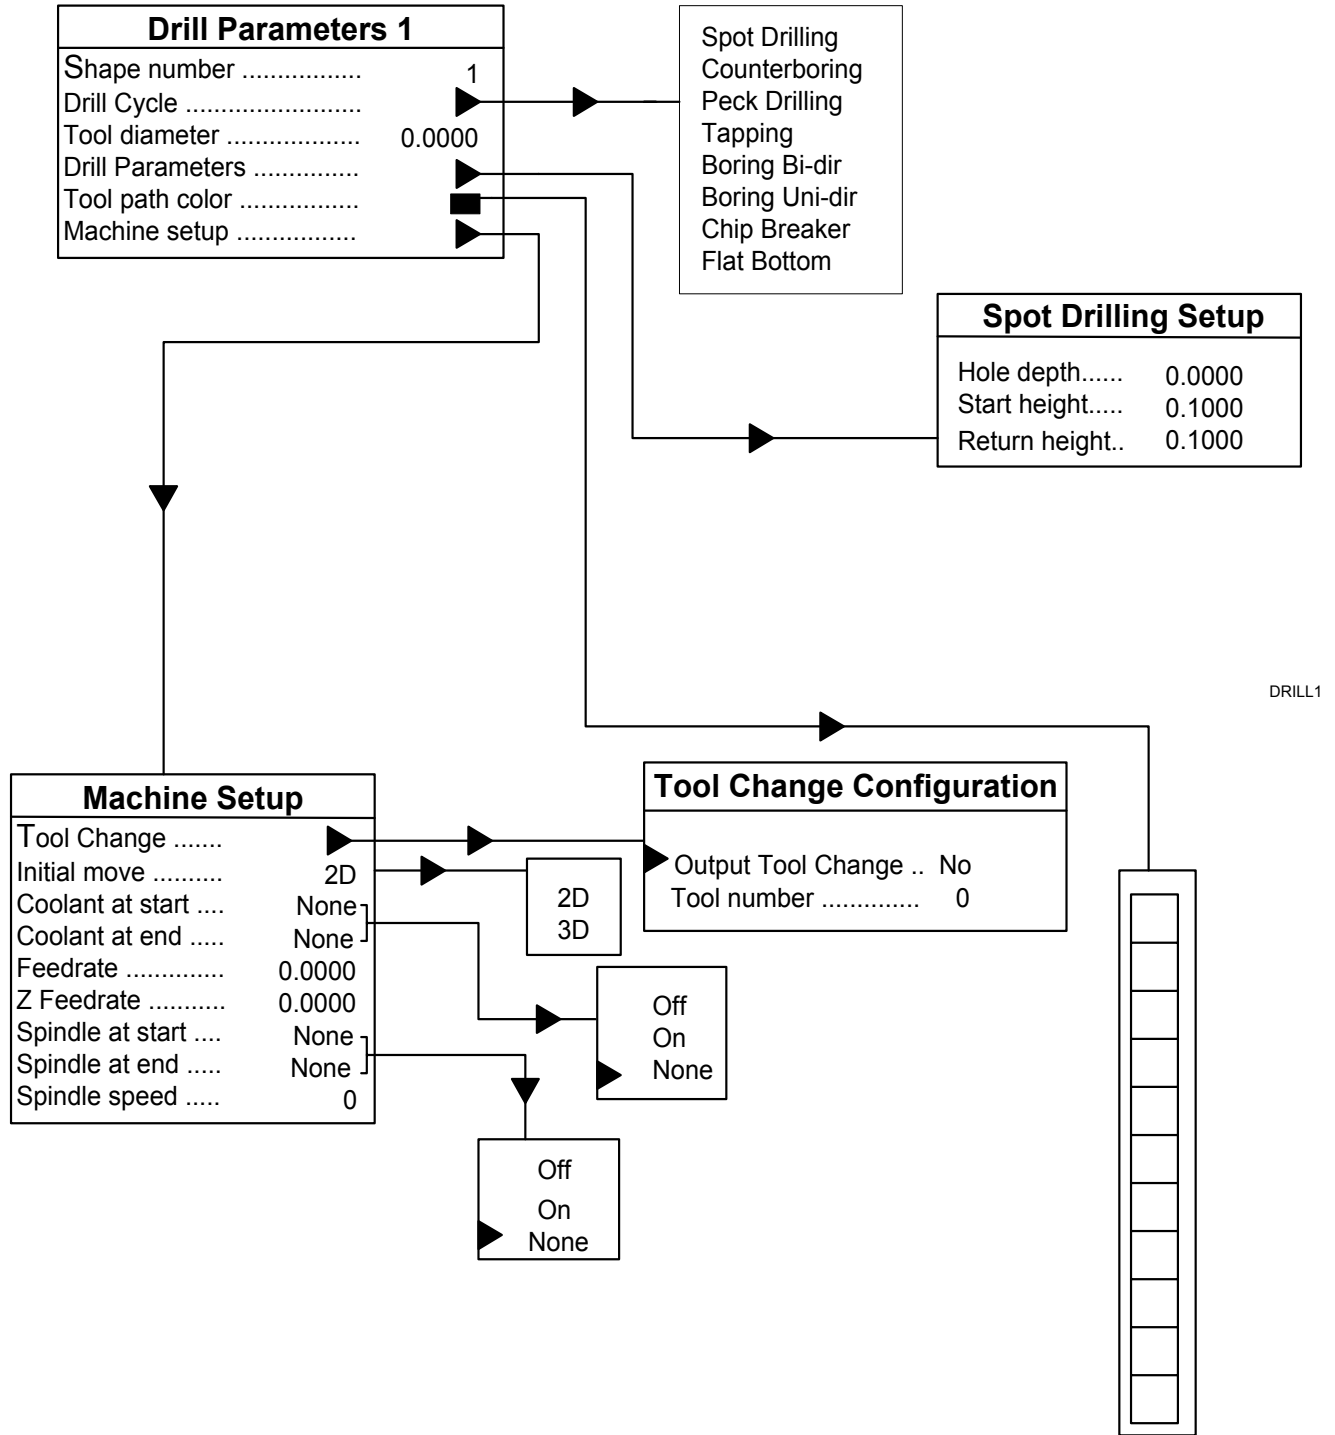 Drill Parameters 1
Shape number ................. 1
Drill Cycle ........................
Tool diameter .................. 0.0000
Drill Parameters ..............
Tool path color ................
Machine setup ................
Spot Drilling
Counterboring
Peck Drilling
Tapping
Boring Bi-dir
Boring Uni-dir
Chip Breaker
Flat Bottom
Spot Drilling Setup
Hole depth...... 0.0000
Start height..... 0.1000
Return height.. 0.1000
DRILL1
Machine Setup
Tool Change .......
Initial move .......... 2D
Coolant at start .... None
Coolant at end ..... None
Feedrate .............. 0.0000
Z Feedrate ........... 0.0000
Spindle at start .... None
Spindle at end ..... None
Spindle speed ..... 0
Tool Change Configuration
Output Tool Change .. No
Tool number .............. 0
2D
3D
Off
On
None
Off
On
None